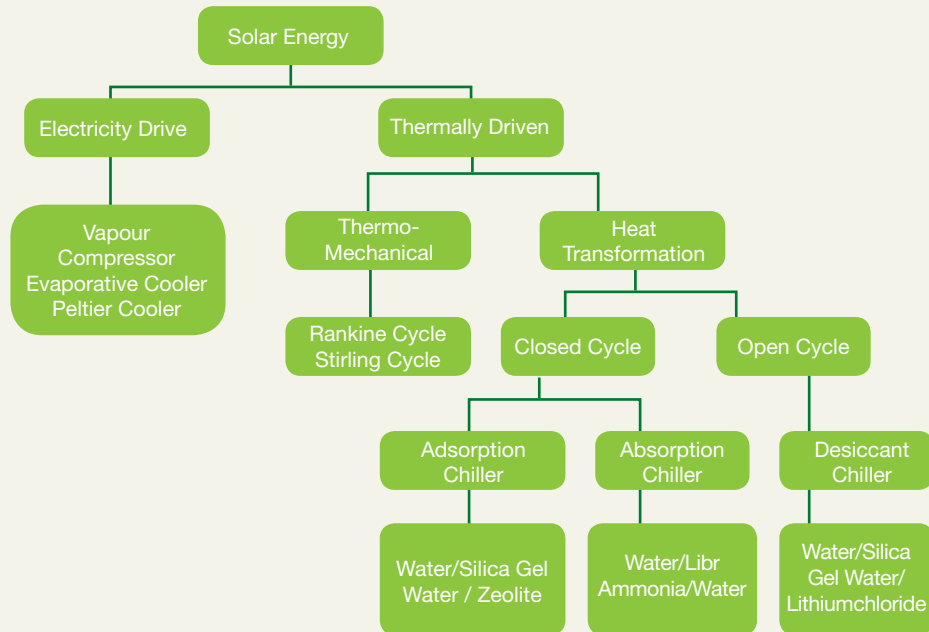 Solar Energy
Electricity Drive
Thermally Driven
Vapour
Compressor
Evaporative Cooler
Peltier Cooler
Thermo-
Mechanical
Heat
Transformation
Rankine Cycle
Stirling Cycle
Closed Cycle
Open Cycle
Adsorption
Chiller
Absorption
Chiller
Desiccant
Chiller
Water/Silica Gel
Water / Zeolite
Water/Libr
Ammonia/Water
Water/Silica
Gel Water/
Lithiumchloride